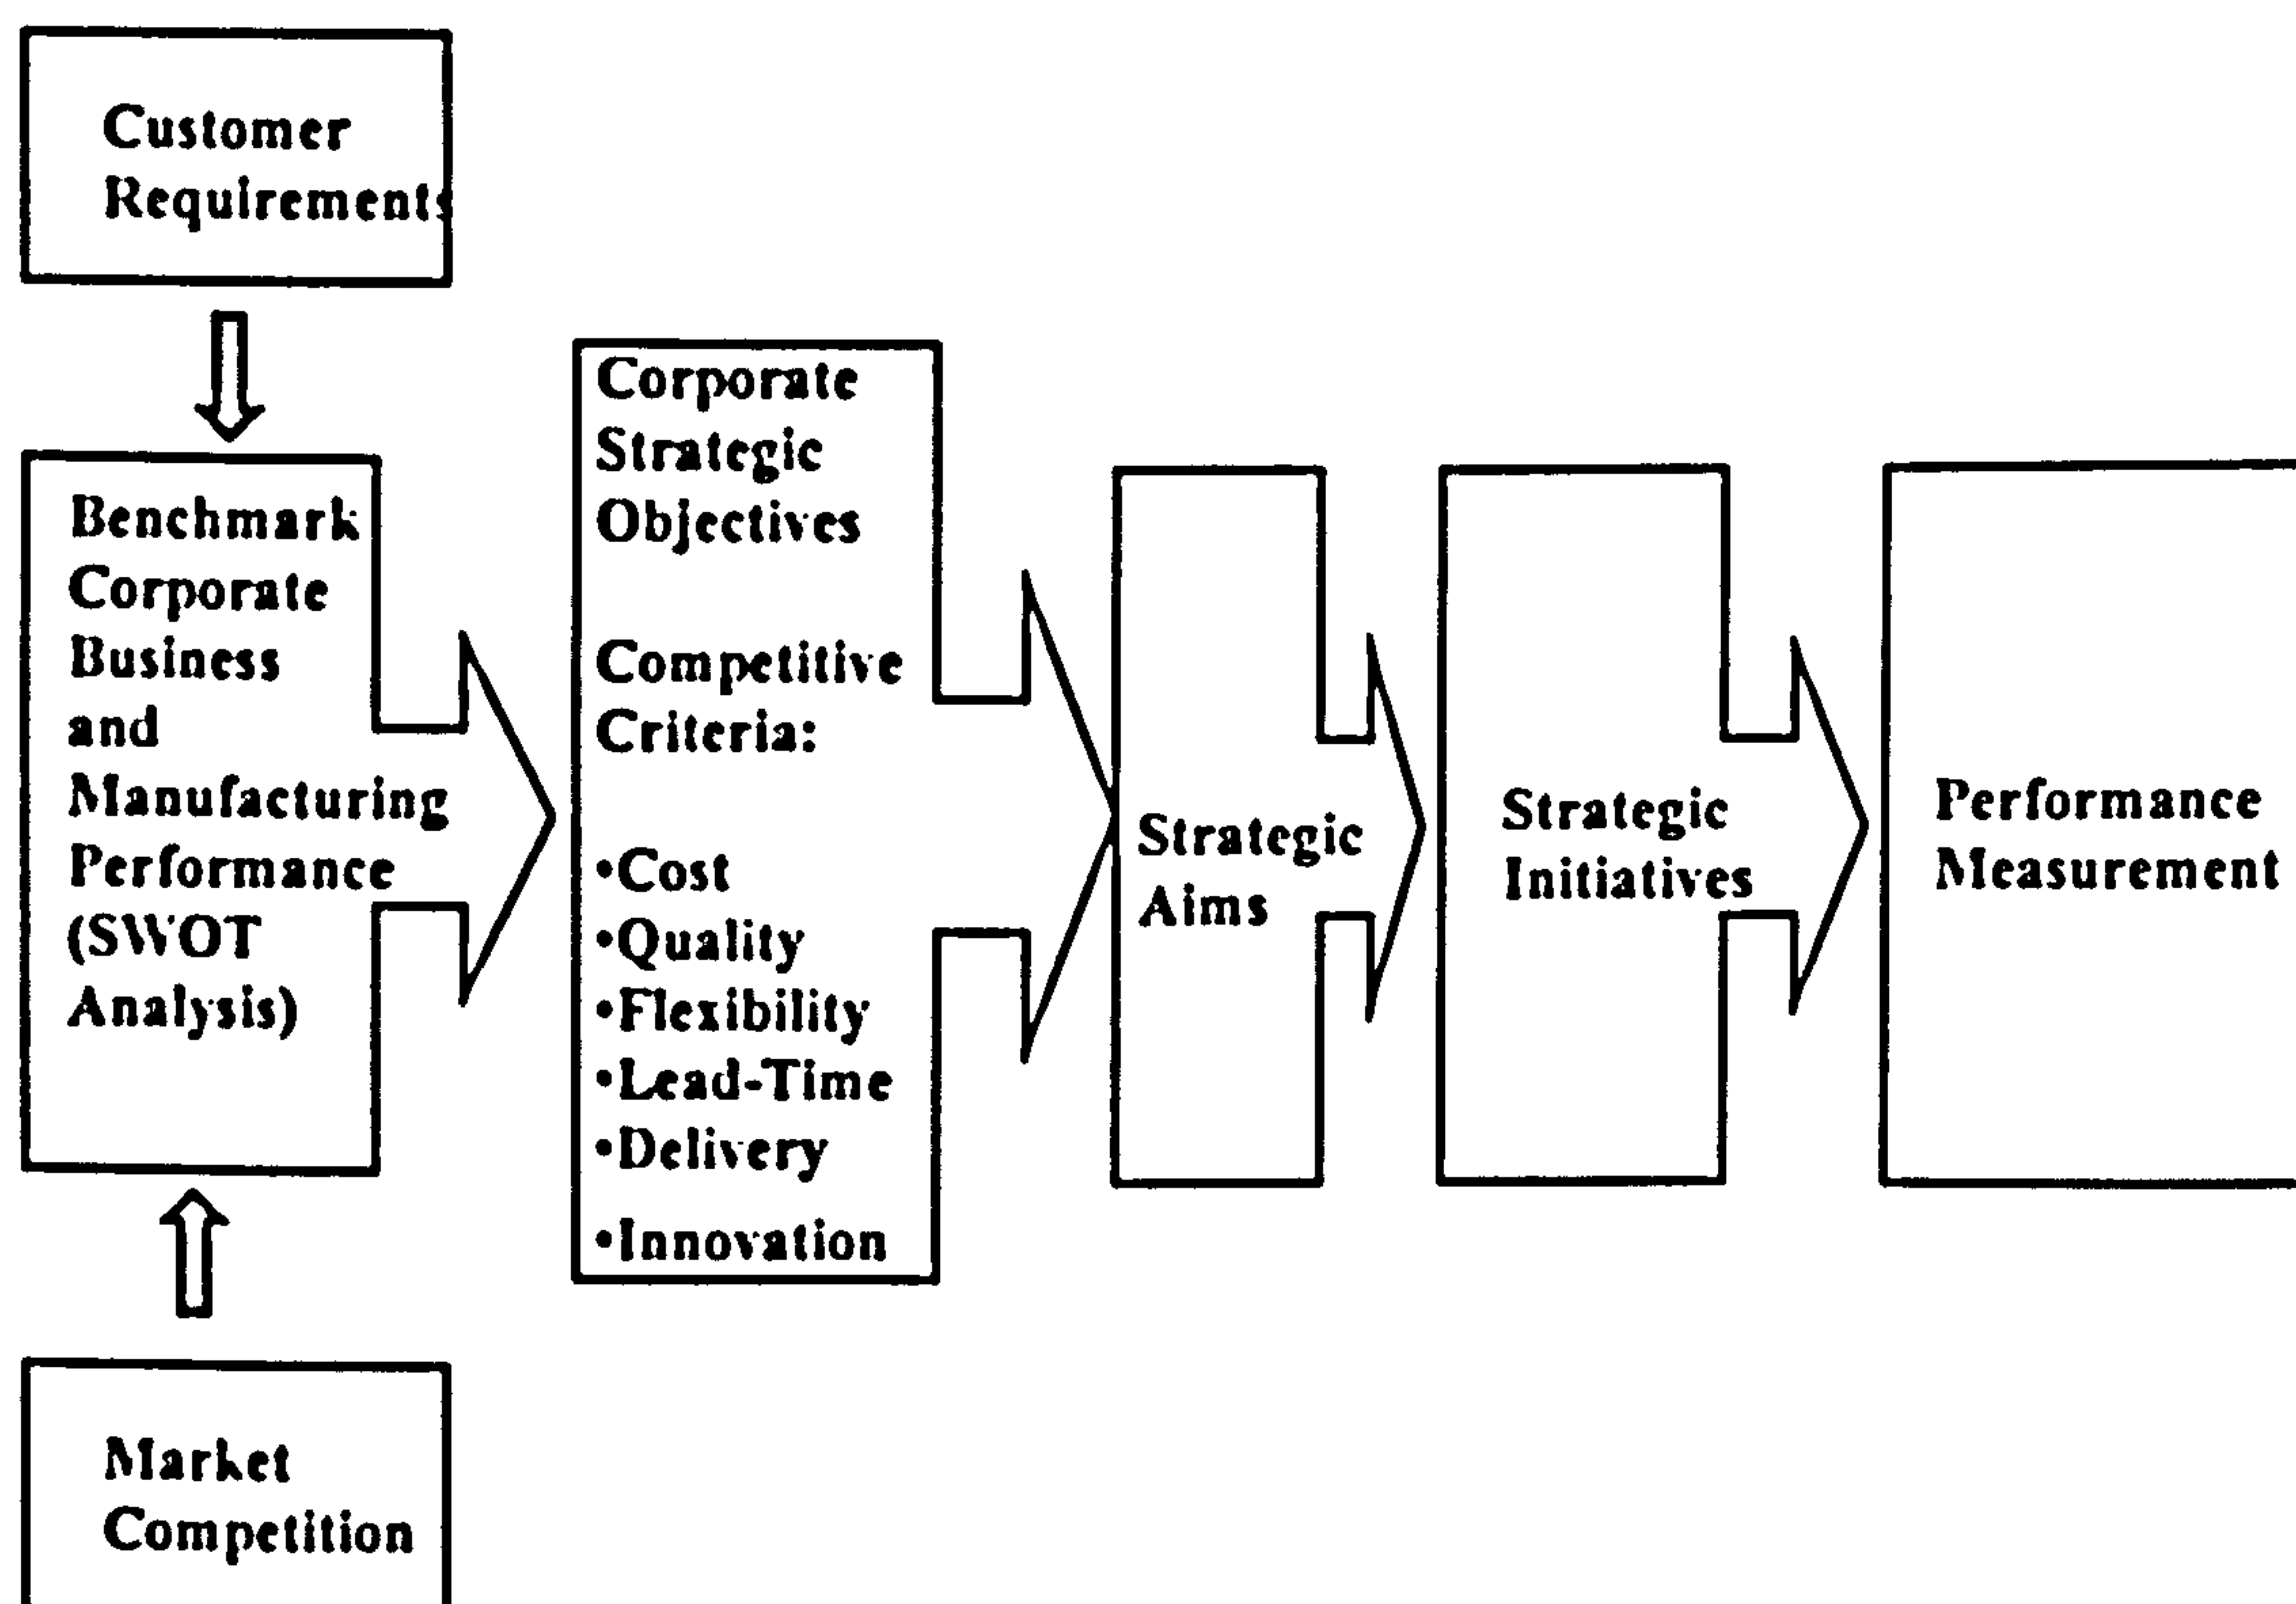 Customer
Requirements
Benchmark
Corporate
Business
and
Manufacturing
Performance
(SWOT
Analysis)
Market
Competition
Corporate
Strategic
Objectives
Competitive
Criteria:
•Cost
•Quality
•Flexibility
•Lead-Time
•Delivery
•Innovation
Strategic
Aims
Strategic
Initiatives
Performance
Measurement